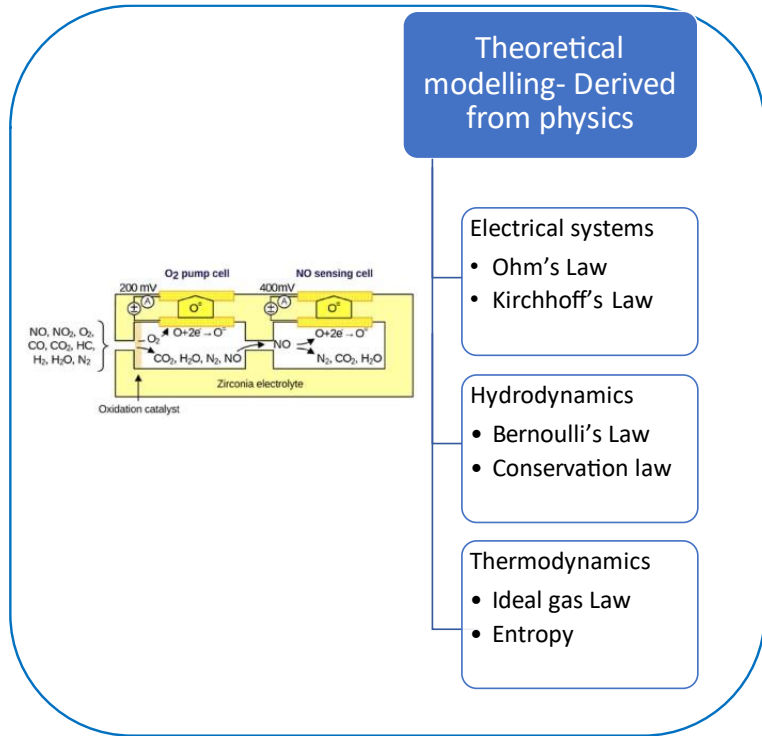 Theoretical
modelling- Derived
from physics
Electrical systems
• Ohm's Law
• Kirchhoff's Law
Hydrodynamics
• Bernoulli's Law
• Conservation law
Thermodynamics
• Ideal gas Law
• Entropy
O₂ pump cell
NO sensing cell
200 mV
A
±
O⁼
400mV
A
±
O⁼
NO, NO₂, O₂,
CO, CO₂, HC,
H₂, H₂O, N₂
O₂
O+2e⁻→O⁼
CO₂, H₂O, N₂, NO
NO
O+2e⁻→O⁼
N₂, CO₂, H₂O
Zirconia electrolyte
Oxidation catalyst